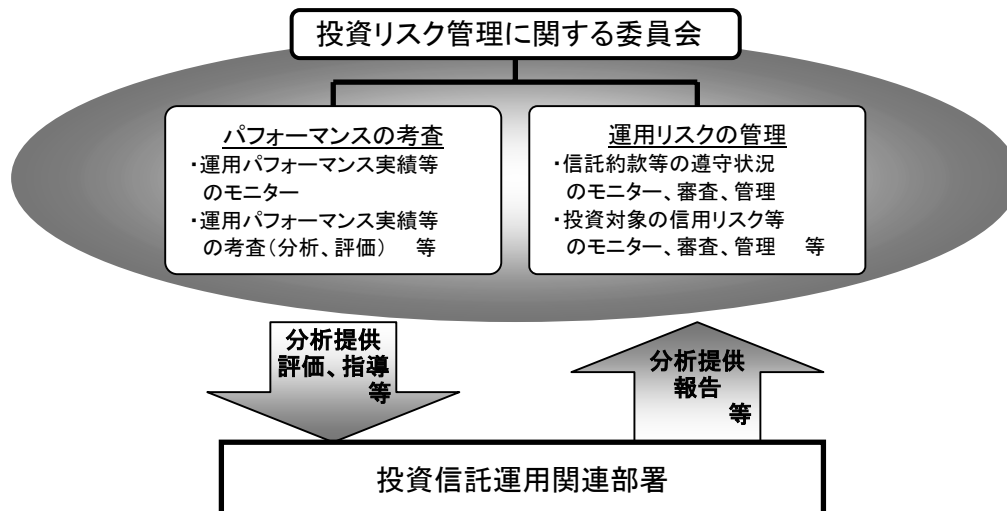 投資リスク管理に関する委員会
パフォーマンスの考査
・運用パフォーマンス実績等
のモニター
・運用パフォーマンス実績等
の考査(分析、評価)　等
運用リスクの管理
・信託約款等の遵守状況
のモニター、審査、管理
・投資対象の信用リスク等
のモニター、審査、管理　等
分析提供
評価、指導
等
分析提供
報告
等
投資信託運用関連部署